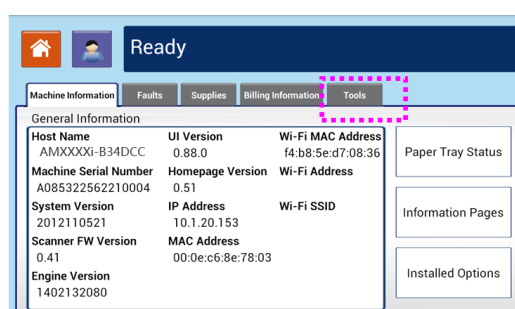 Ready
Machine Information Faults Supplies Billing Information Tools
General Information
Host Name UI Version Wi-Fi MAC Address
AMXXXXi-B34DCC 0.88.0 f4:b8:5e:d7:08:36
Machine Serial Number Homepage Version Wi-Fi Address
A085322562210004 0.51
System Version IP Address Wi-Fi SSID
2012110521 10.1.20.153
Scanner FW Version MAC Address
0.41 00:0e:c6:8e:78:03
Engine Version
1402132080
Paper Tray Status
Information Pages
Installed Options